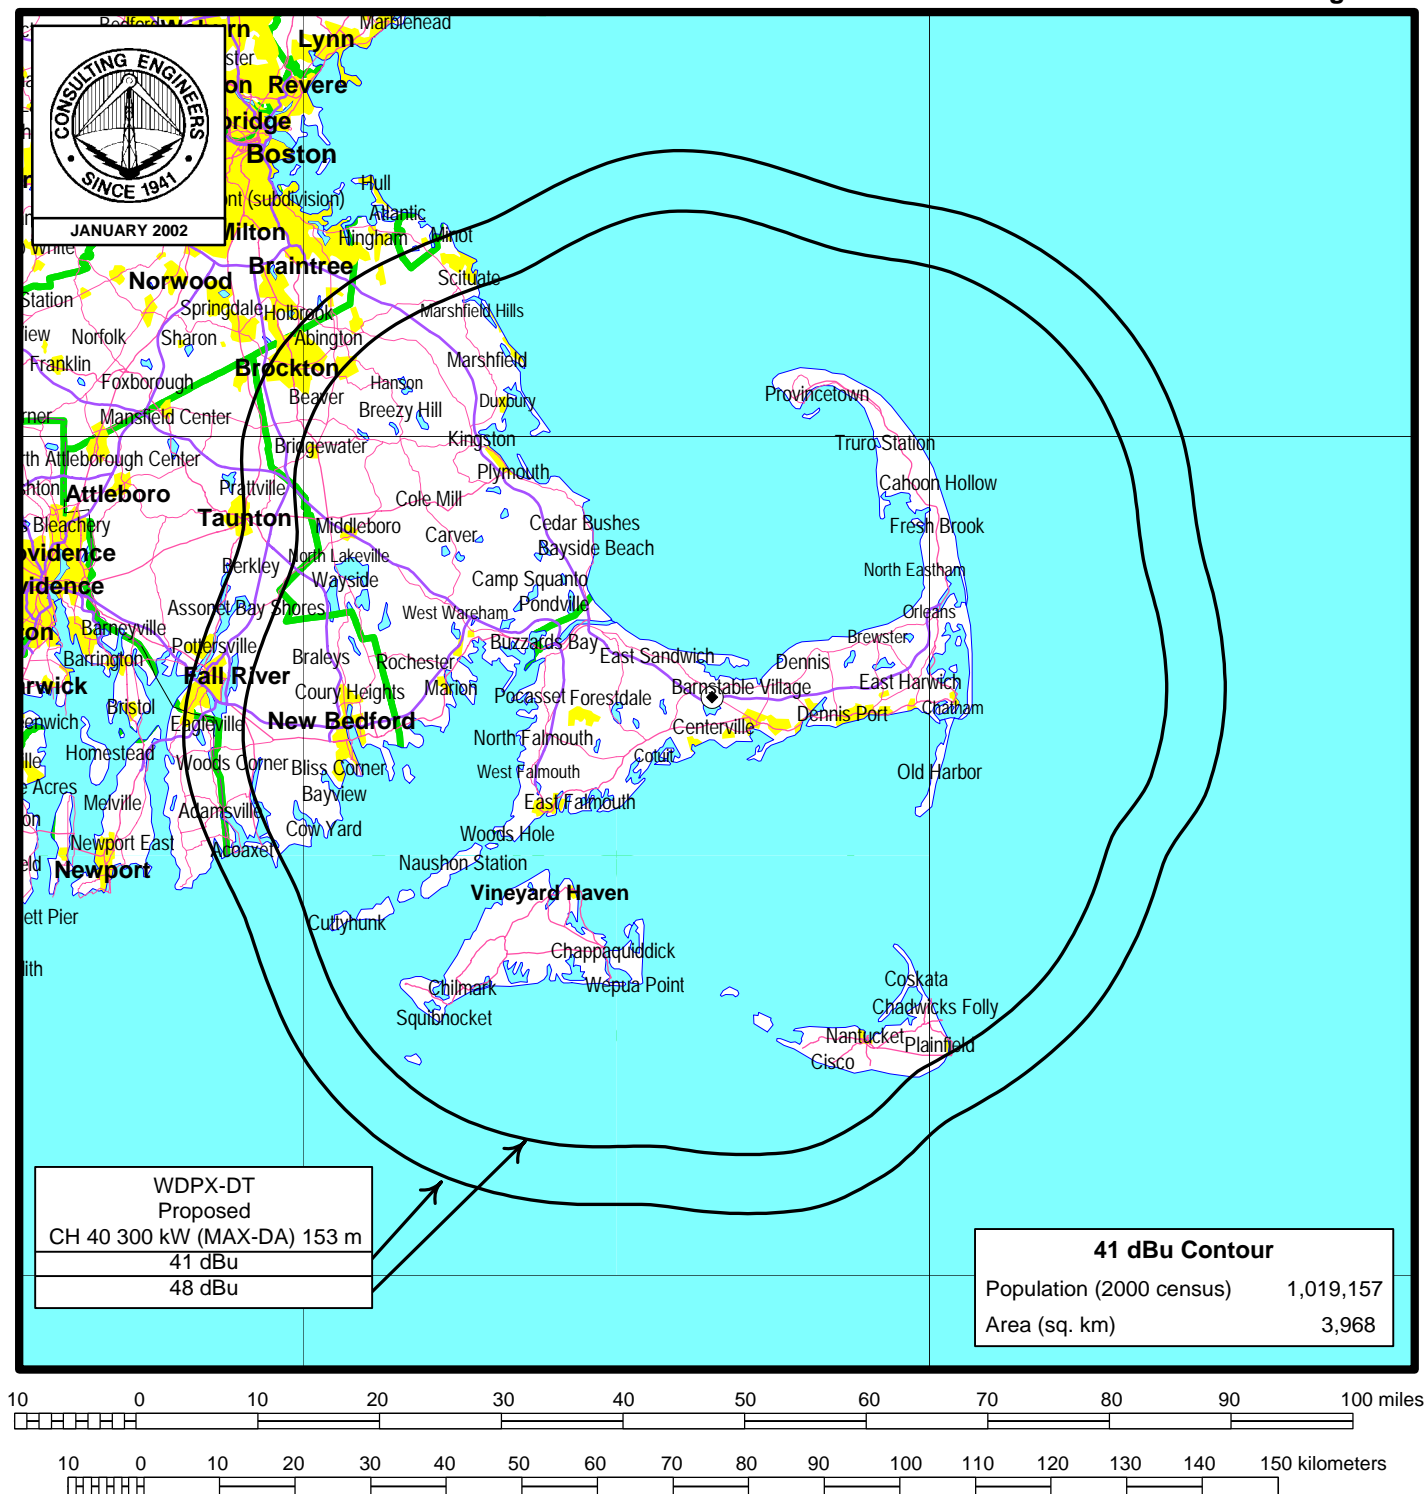 g
Bedford
Woburn
Marblehead
Lynn
CONSULTING ENGINEERS
SINCE 1941
JANUARY 2002
Revere
Boston
Hull
(subdivision)
Atlantic
Milton
Hingham
Minot
Braintree
Norwood
Scituate
Station
Springdale
Holbrook
Marshfield Hills
Norfolk
Sharon
Abington
Franklin
Brockton
Marshfield
Foxborough
Hanson
Provincetown
Beaver
Duxbury
Breezy Hill
Mansfield Center
Bridgewater
Kingston
Truro Station
Attleborough Center
Plymouth
Prattville
Cahoon Hollow
Attleboro
Cole Mill
Taunton
Middleboro
Cedar Bushes
Fresh Brook
Bleachery
Carver
Bayside Beach
North Lakeville
Berkley
Wayside
Camp Squanto
North Eastham
Assonet Bay Shores
West Wareham
Pondville
Orleans
Barneyville
Pottersville
Buzzards Bay
Brewster
Barrington
Braleys
Rochester
East Sandwich
Dennis
Fall River
Coury Heights
Marion
Pocasset
Forestdale
Barnstable Village
East Harwich
Bristol
Chatham
Eagleville
New Bedford
Centerville
Dennis Port
Homestead
North Falmouth
Woods Corner
Bliss Corner
West Falmouth
Cotuit
Old Harbor
Acres
Melville
Adamsville
Bayview
East Falmouth
Cow Yard
Woods Hole
Newport East
Acoaxet
Naushon Station
Newport
Vineyard Haven
Pier
Cuttyhunk
Chappaquiddick
Wepua Point
Coskata
Chilmark
Chadwicks Folly
Squibnocket
Nantucket
Plainfield
Cisco
WDPX-DT
Proposed
CH 40 300 kW (MAX-DA) 153 m
41 dBu
48 dBu
41 dBu Contour
Population (2000 census) 1,019,157
Area (sq. km) 3,968
10 0 10 20 30 40 50 60 70 80 90 100 miles
10 0 10 20 30 40 50 60 70 80 90 100 110 120 130 140 150 kilometers